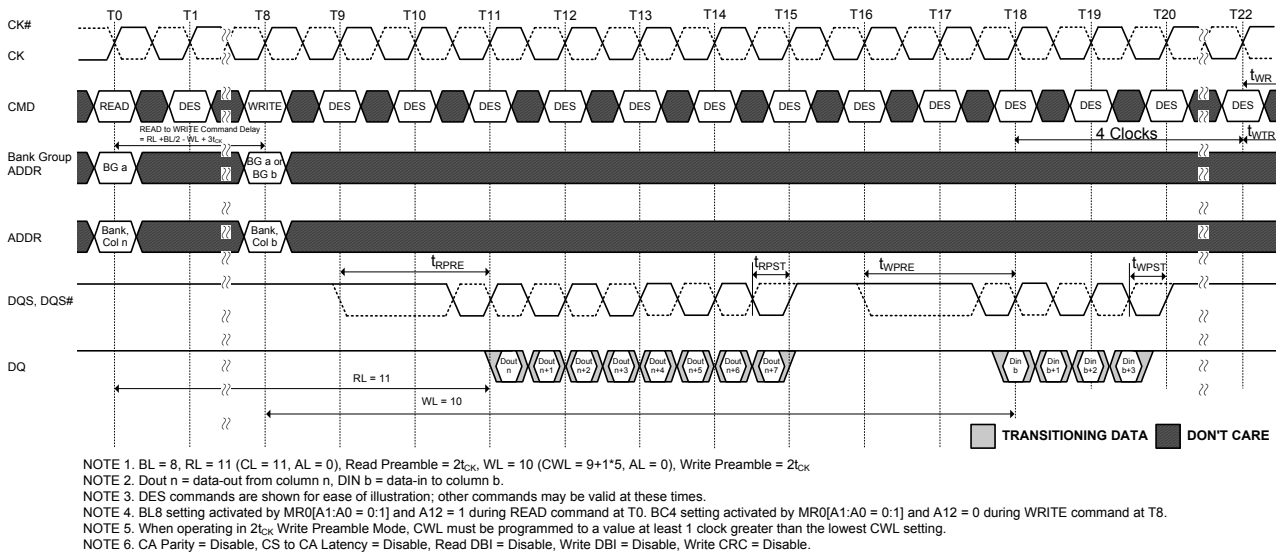 T0 T1 T8 T9 T10 T11 T12 T13 T14 T15 T16 T17 T18 T19 T20 T22
CK#
CK
tWR
CMD READ DES WRITE DES DES DES DES DES DES DES DES DES DES DES DES DES
READ to WRITE Command Delay
= RL +BL/2 - WL + 3tCK
4 Clocks
tWTR
Bank Group
ADDR
BG a
BG a or
BG b
ADDR
Bank,
Col n
Bank,
Col b
tRPRE tRPST tWPRE tWPST
DQS, DQS#
DQ
Dout
n
Dout
n+1
Dout
n+2
Dout
n+3
Dout
n+4
Dout
n+5
Dout
n+6
Dout
n+7
Din
b
Din
b+1
Din
b+2
Din
b+3
RL = 11
WL = 10
TRANSITIONING DATA DON'T CARE
NOTE 1. BL = 8, RL = 11 (CL = 11, AL = 0), Read Preamble = 2tCK, WL = 10 (CWL = 9+1*5, AL = 0), Write Preamble = 2tCK
NOTE 2. Dout n = data-out from column n, DIN b = data-in to column b.
NOTE 3. DES commands are shown for ease of illustration; other commands may be valid at these times.
NOTE 4. BL8 setting activated by MR0[A1:A0 = 0:1] and A12 = 1 during READ command at T0. BC4 setting activated by MR0[A1:A0 = 0:1] and A12 = 0 during WRITE command at T8.
NOTE 5. When operating in 2tCK Write Preamble Mode, CWL must be programmed to a value at least 1 clock greater than the lowest CWL setting.
NOTE 6. CA Parity = Disable, CS to CA Latency = Disable, Read DBI = Disable, Write DBI = Disable, Write CRC = Disable.